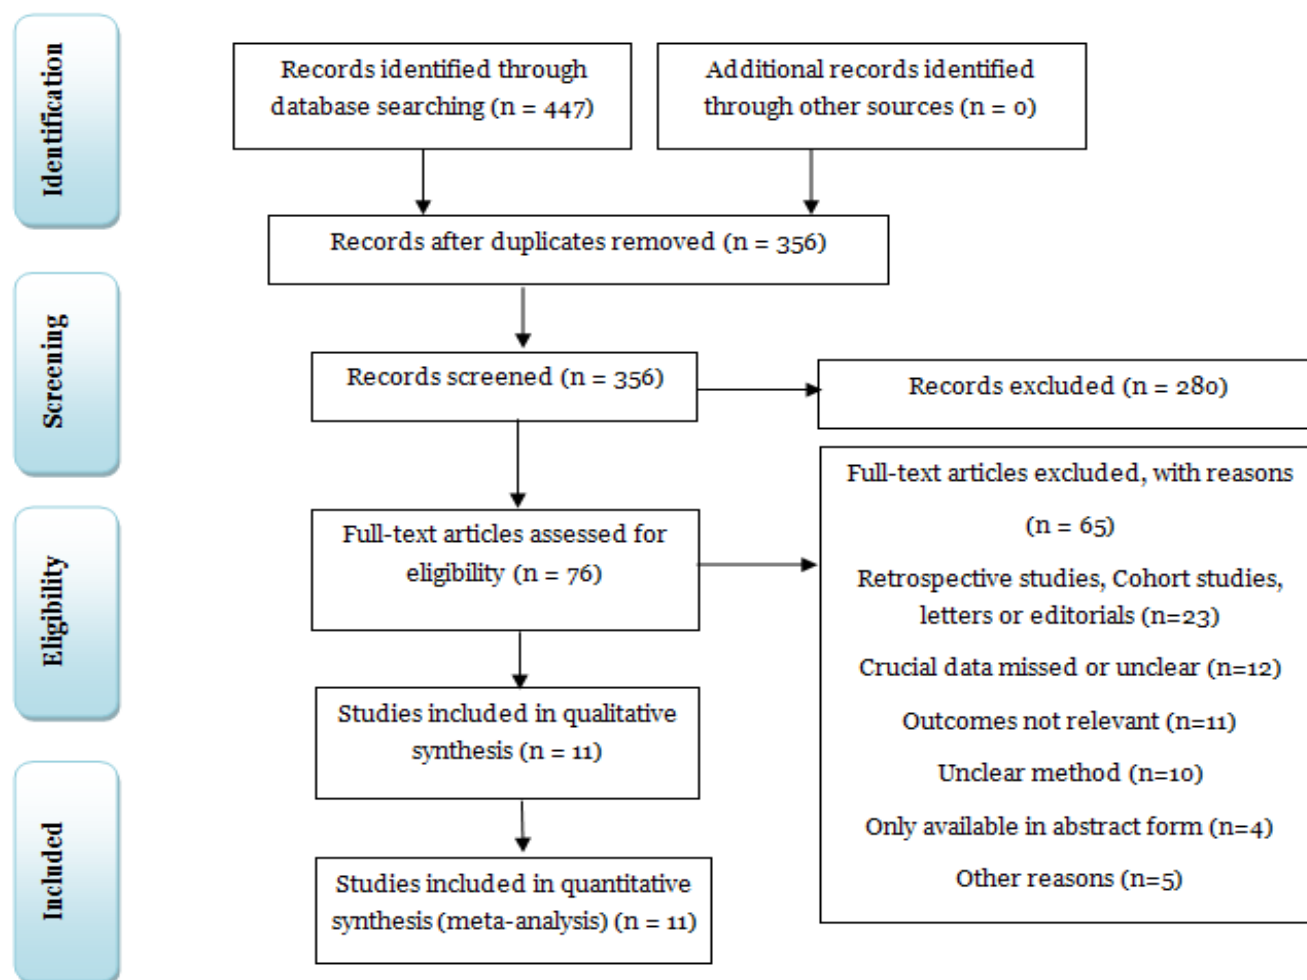 Identification
Records identified through
database searching (n = 447)
Additional records identified
through other sources (n = 0)
Records after duplicates removed (n = 356)
Screening
Records screened (n = 356)
Records excluded (n = 280)
Eligibility
Full-text articles assessed for
eligibility (n = 76)
Full-text articles excluded, with reasons
(n = 65)
Retrospective studies, Cohort studies,
letters or editorials (n=23)
Crucial data missed or unclear (n=12)
Outcomes not relevant (n=11)
Unclear method (n=10)
Only available in abstract form (n=4)
Other reasons (n=5)
Studies included in qualitative
synthesis (n = 11)
Included
Studies included in quantitative
synthesis (meta-analysis) (n = 11)